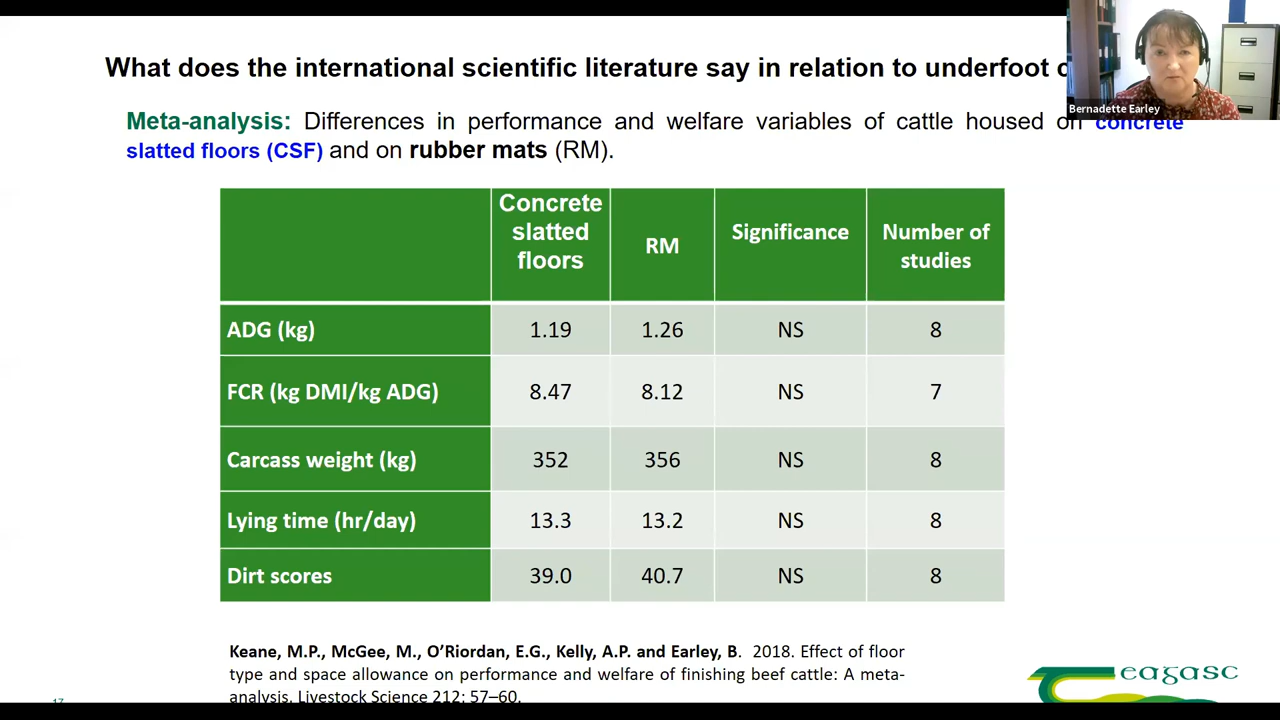 What does the international scientific literature say in relation to underfoot
Bernadette Earley
Meta-analysis: Differences in performance and welfare variables of cattle housed on concrete
slatted floors (CSF) and on rubber mats (RM).
Concrete slatted floors RM Significance Number of studies
ADG (kg) 1.19 1.26 NS 8
FCR (kg DMI/kg ADG) 8.47 8.12 NS 7
Carcass weight (kg) 352 356 NS 8
Lying time (hr/day) 13.3 13.2 NS 8
Dirt scores 39.0 40.7 NS 8
Keane, M.P., McGee, M., O’Riordan, E.G., Kelly, A.P. and Earley, B. 2018. Effect of floor
type and space allowance on performance and welfare of finishing beef cattle: A meta-
analysis. Livestock Science 212: 57–60.
eagasc
17